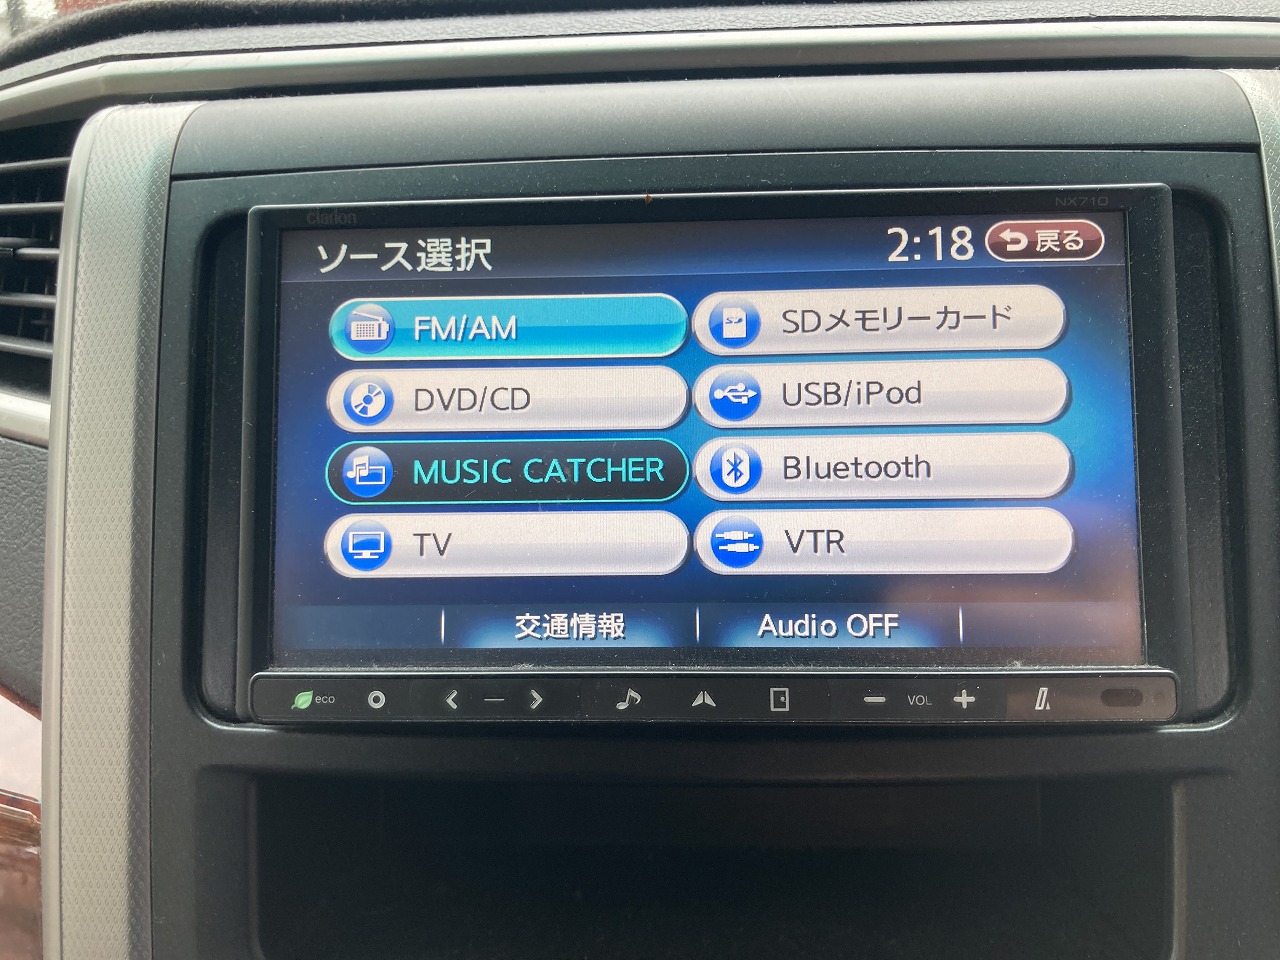 clarion
NX710
ソース選択
2:18
戻る
FM/AM
SDメモリーカード
DVD/CD
USB/iPod
MUSIC CATCHER
Bluetooth
TV
VTR
交通情報
Audio OFF
eco
VOL